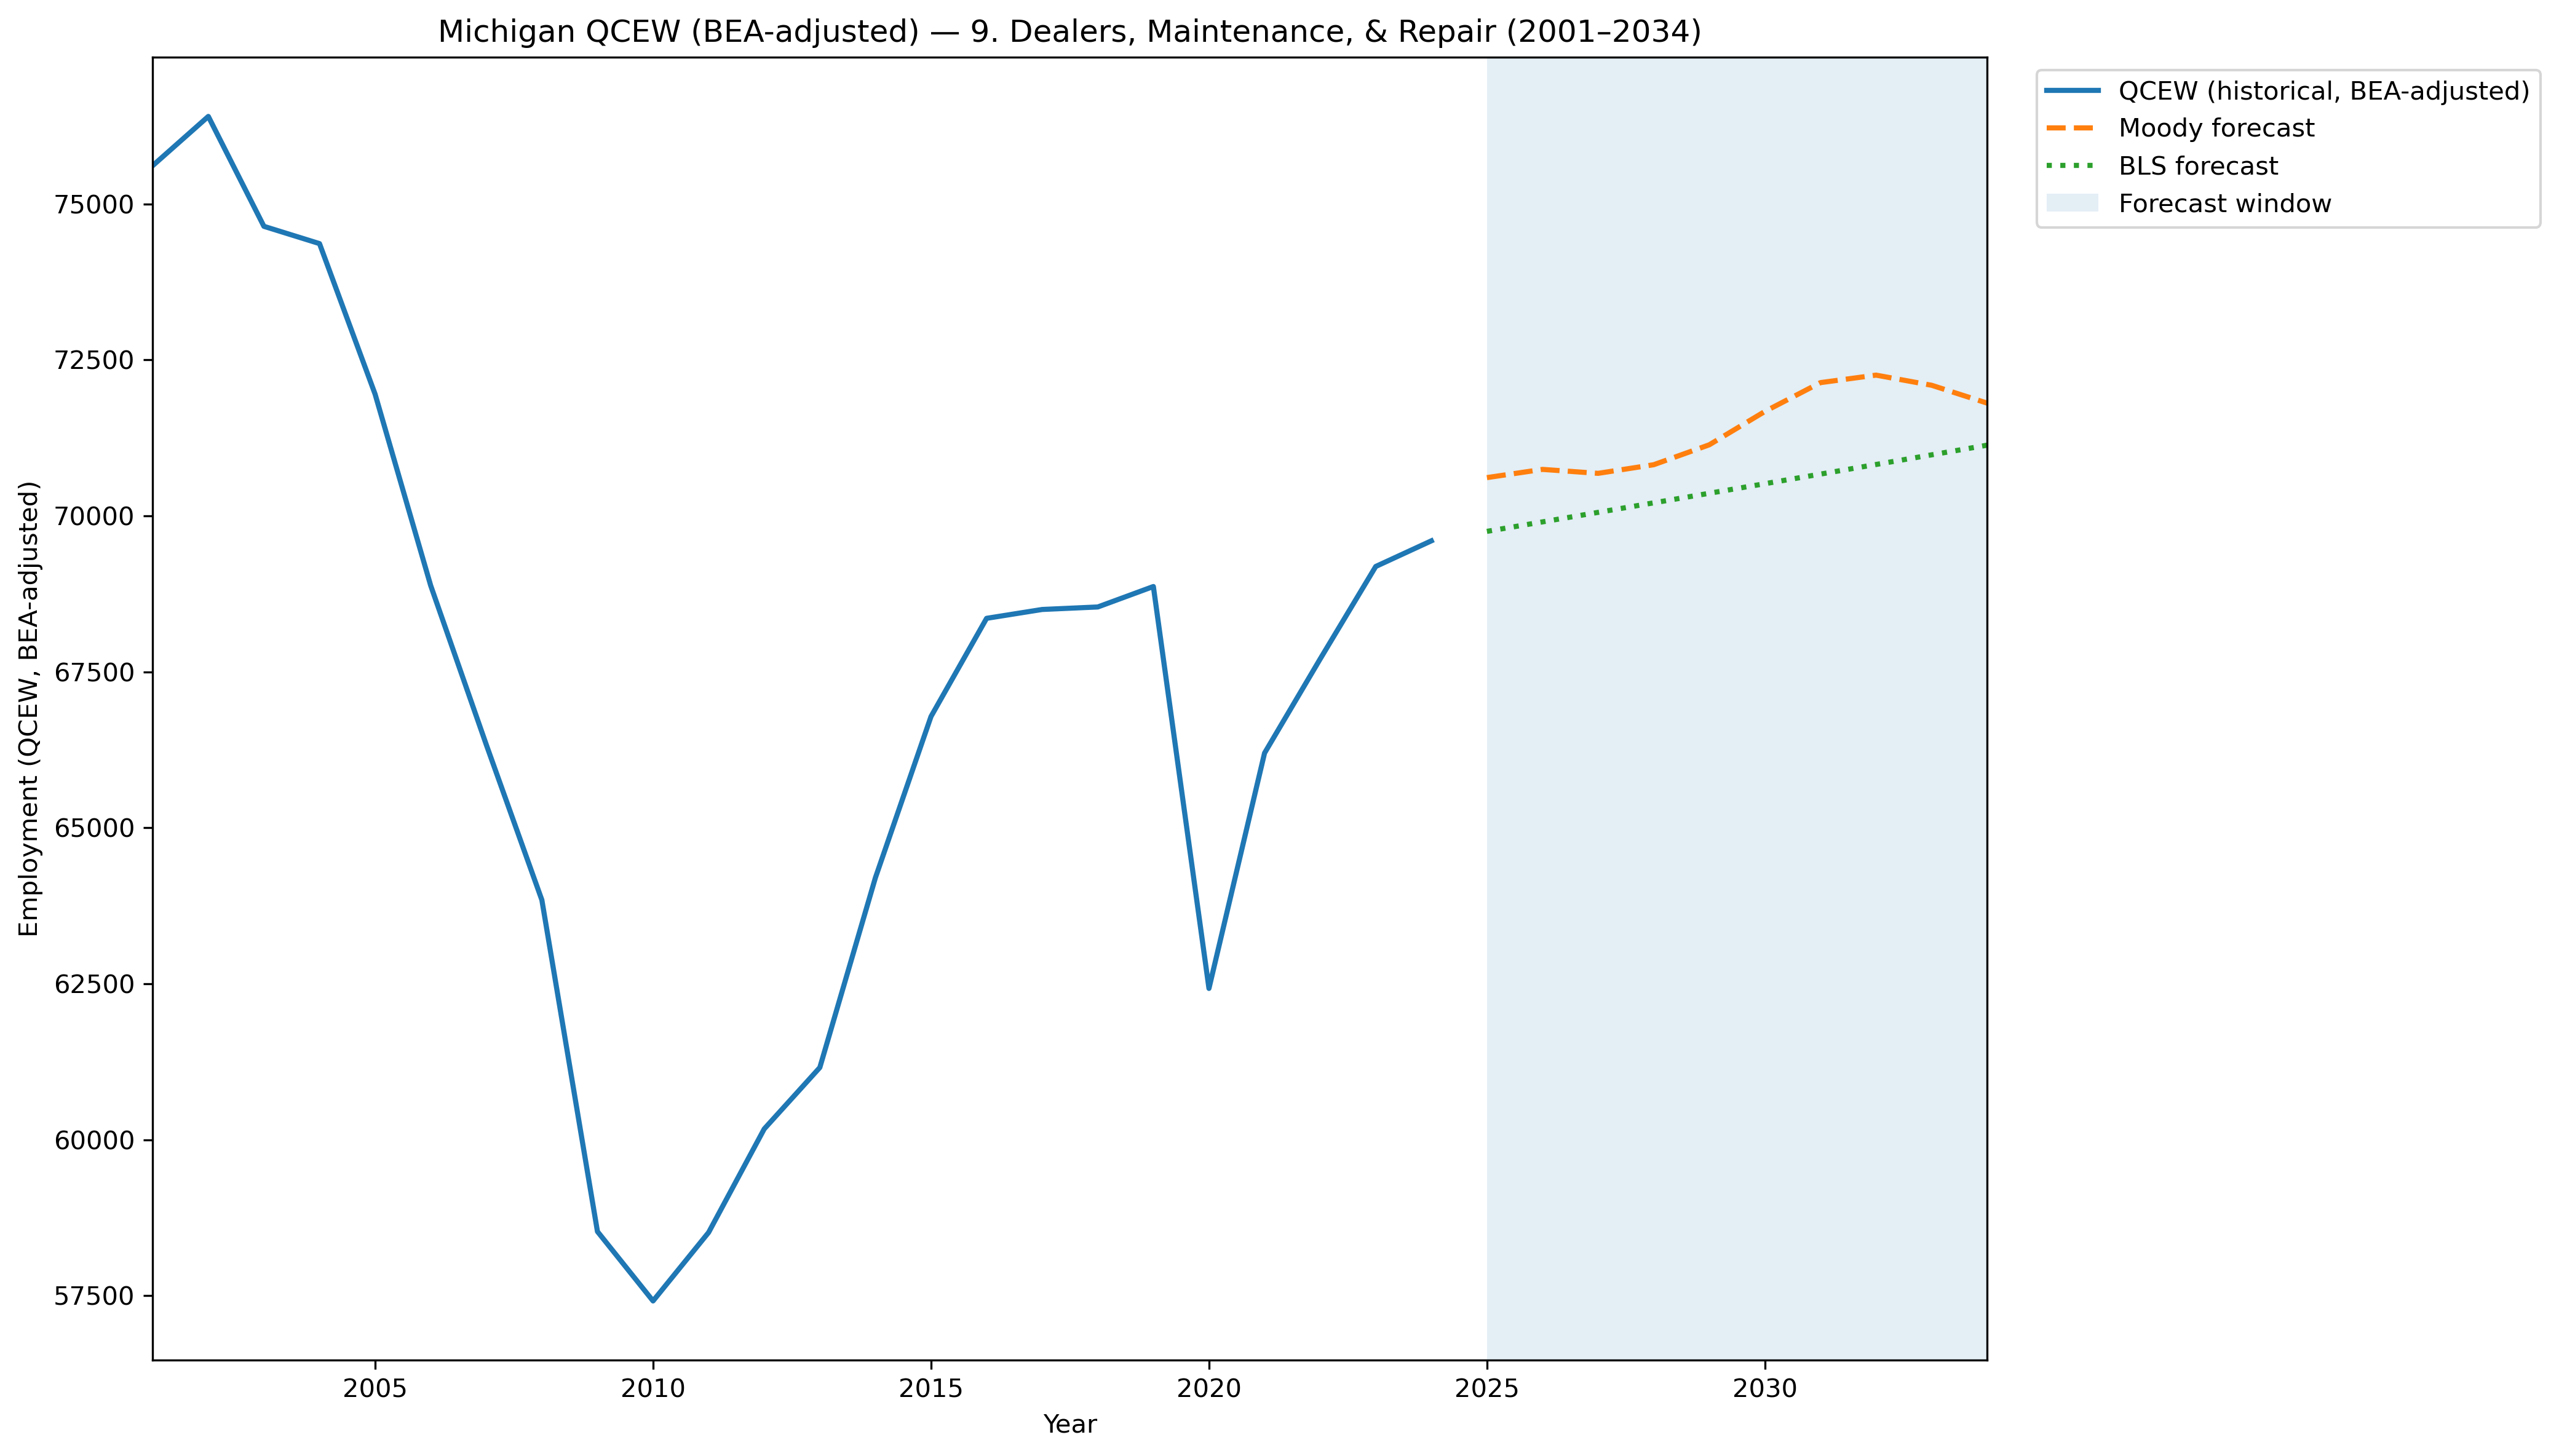 Michigan QCEW (BEA-adjusted) — 9. Dealers, Maintenance, & Repair (2001–2034)
QCEW (historical, BEA-adjusted)
Moody forecast
BLS forecast
Forecast window
Employment (QCEW, BEA-adjusted)
75000
72500
70000
67500
65000
62500
60000
57500
2005 2010 2015 2020 2025 2030
Year